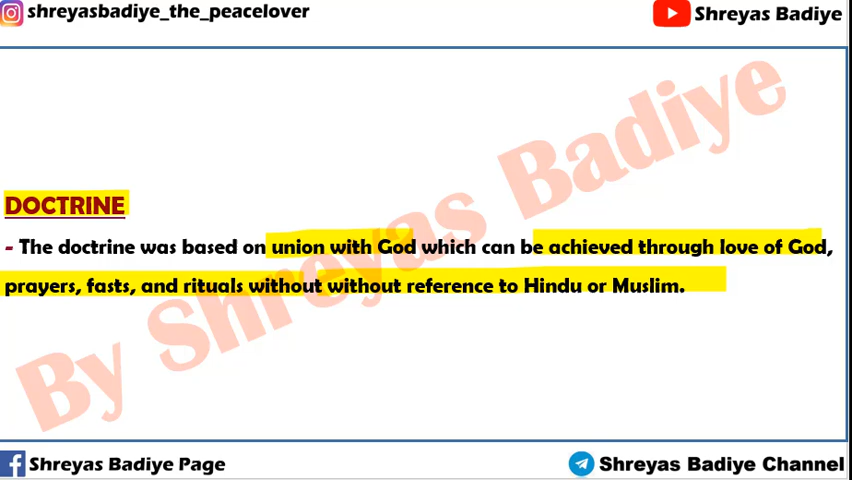 shreyasbadiye_the_peacelover
Shreyas Badiye
DOCTRINE
- The doctrine was based on union with God which can be achieved through love of God,
prayers, fasts, and rituals without without reference to Hindu or Muslim.
By Shreyas Badiye
Shreyas Badiye Page
Shreyas Badiye Channel